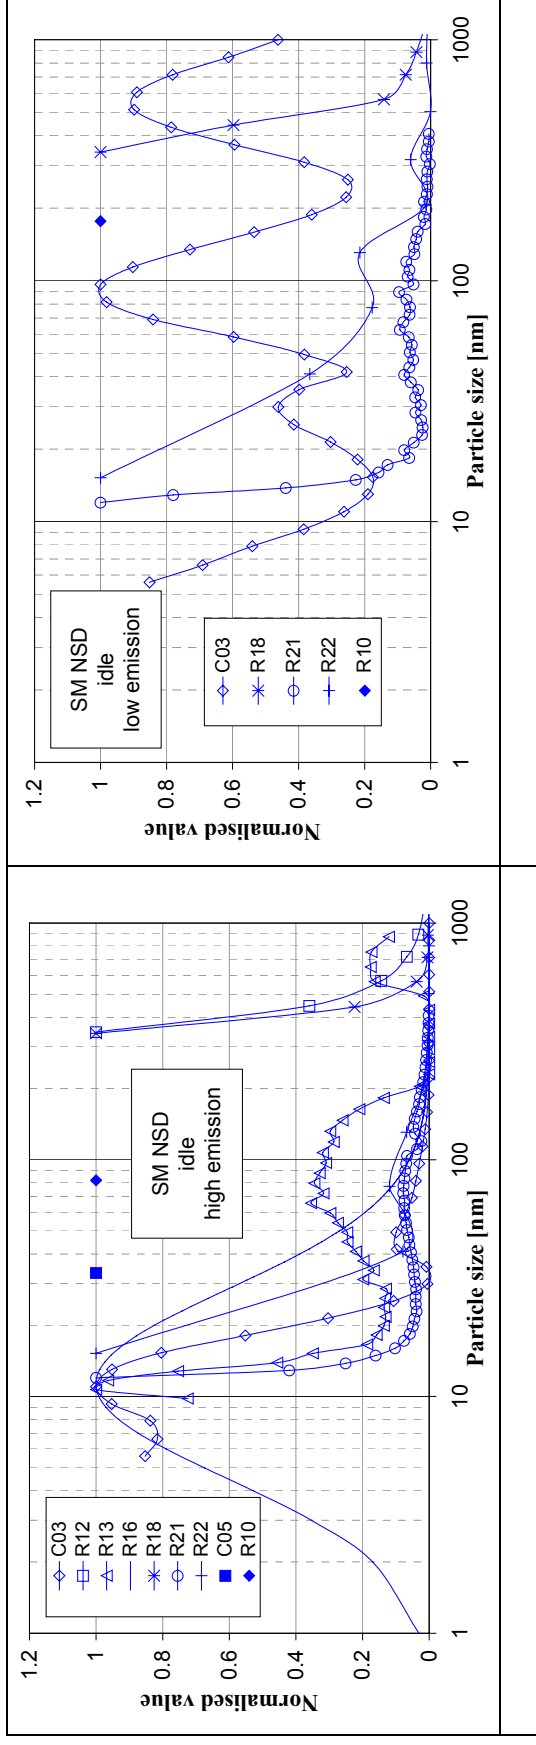 1.2
1
0.8
0.6
0.4
0.2
0
Normalised value
1
10
100
1000
Particle size [nm]
SM NSD
idle
high emission
C03
R12
R13
R16
R18
R21
R22
C05
R10
1.2
1
0.8
0.6
0.4
0.2
0
Normalised value
1
10
100
1000
Particle size [nm]
SM NSD
idle
low emission
C03
R18
R21
R22
R10